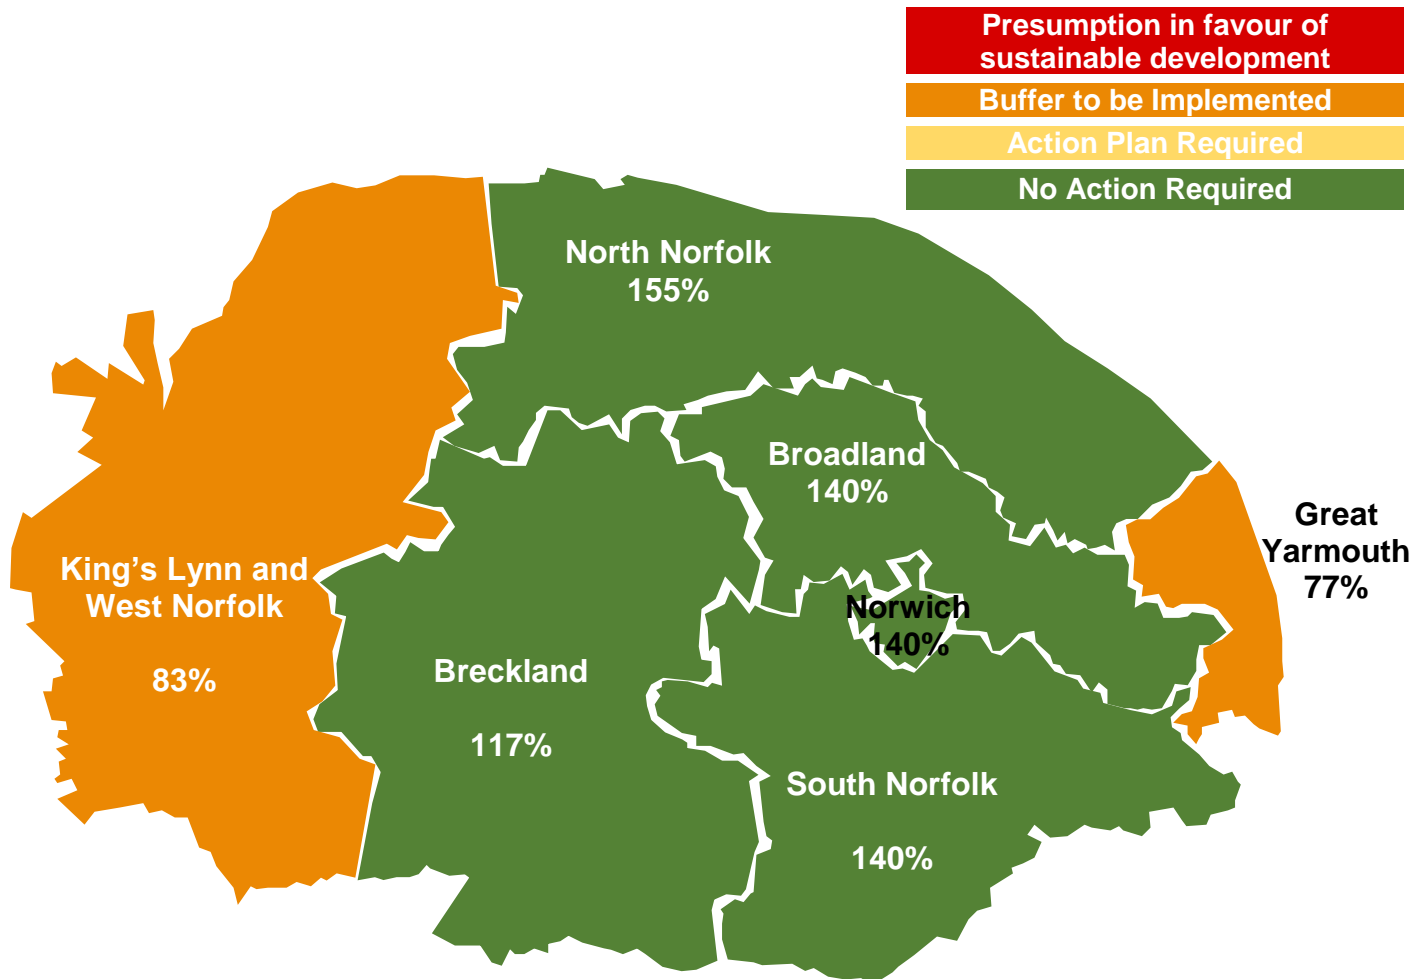 Presumption in favour of
sustainable development
Buffer to be Implemented
Action Plan Required
No Action Required
North Norfolk
155%
Broadland
140%
Great
Yarmouth
77%
King’s Lynn and
West Norfolk
83%
Norwich
140%
Breckland
117%
South Norfolk
140%